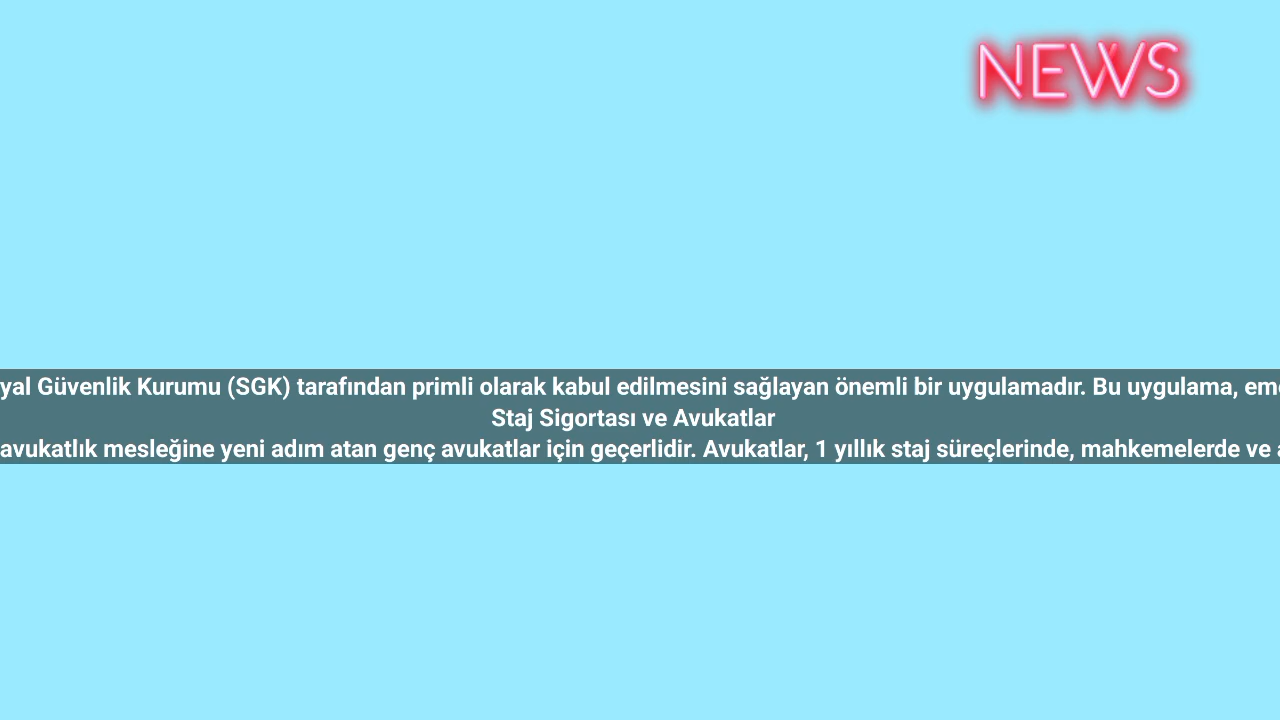 NEWS
yal Güvenlik Kurumu (SGK) tarafından primli olarak kabul edilmesini sağlayan önemli bir uygulamadır. Bu uygulama,
Staj Sigortası ve Avukatlar
avukatlık mesleğine yeni adım atan genç avukatlar için geçerlidir. Avukatlar, 1 yıllık staj süreçlerinde, mahkemelerde ve